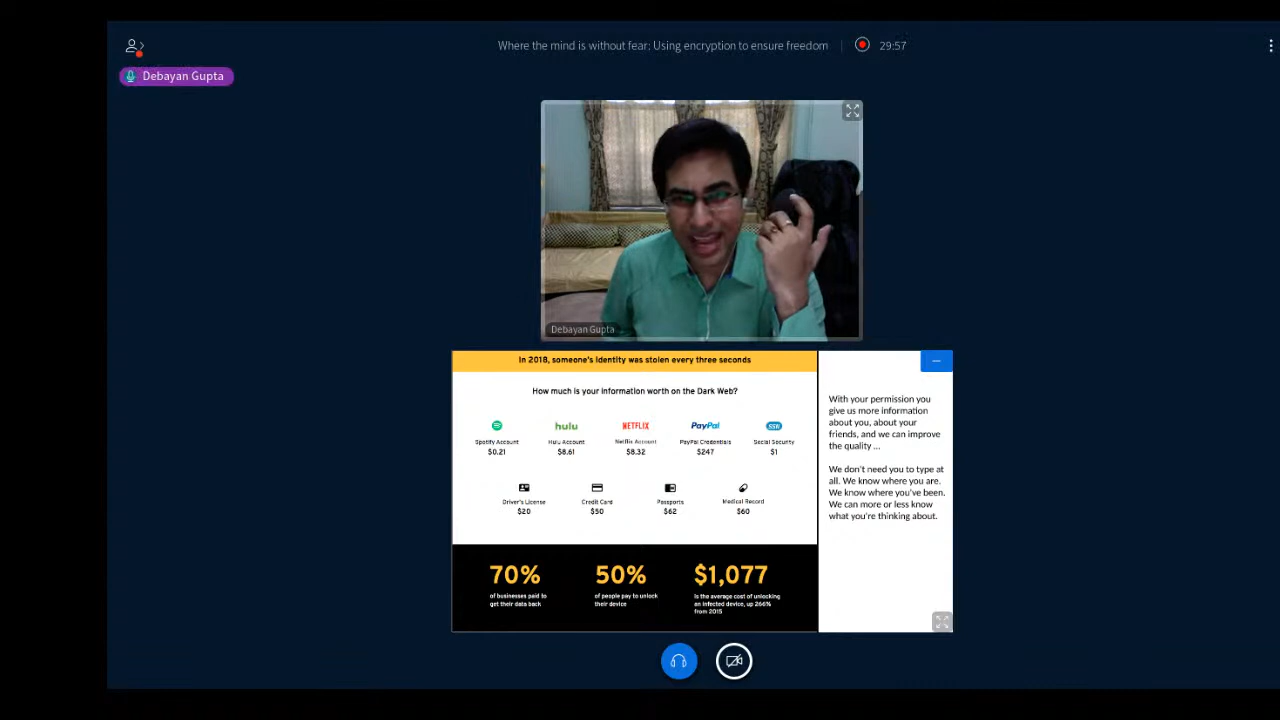 Where the mind is without fear: Using encryption to ensure freedom
29:57
Debayan Gupta
Debayan Gupta
In 2018, someone's identity was stolen every three seconds
How much is your information worth on the Dark Web?
hulu NETFLIX PayPal SSN
Spotify Account Hulu Account Netflix Account PayPal Credentials Social Security
$0.21 $8.61 $8.32 $247 $1
Driver's License Credit Card Passports Medical Record
$20 $50 $62 $60
70% 50% $1,077
of businesses paid to of people pay to unlock is the average cost of unlocking
get their data back their device an infected device, up 266%
from 2015
With your permission you
give us more information
about you, about your
friends, and we can improve
the quality ...
We don't need you to type at
all. We know where you are.
We know where you've been.
We can more or less know
what you're thinking about.